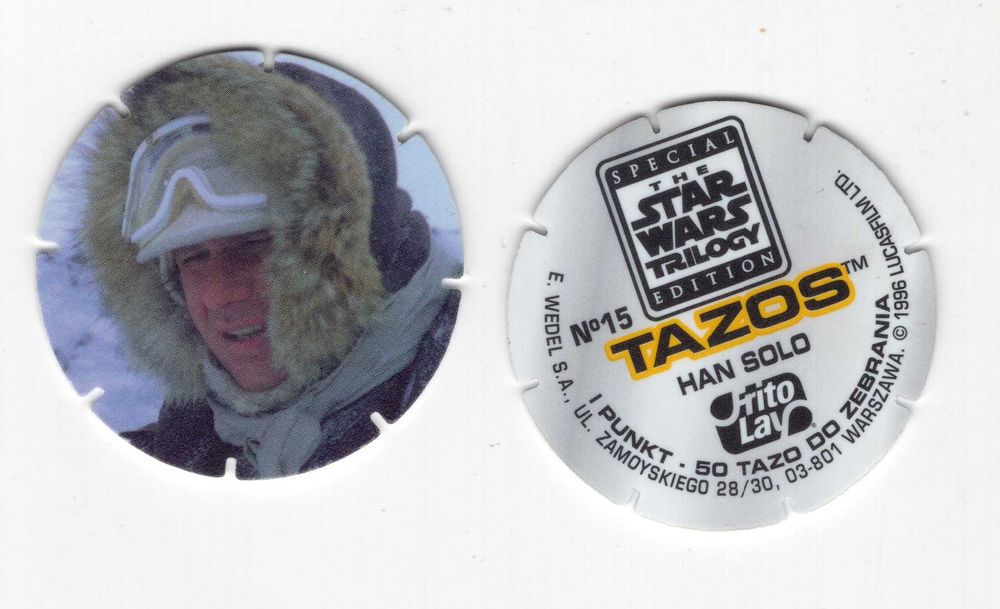 SPECIAL
THE
STAR
WARS
TRILOGY
EDITION
Nº15
TAZOS™
HAN SOLO
Frito
Lay®
1 PUNKT - 50 TAZO DO ZEBRANIA
E. WEDEL S.A., UL. ZAMOYSKIEGO 28/30, 03-801 WARSZAWA. © 1996 LUCASFILM LTD.